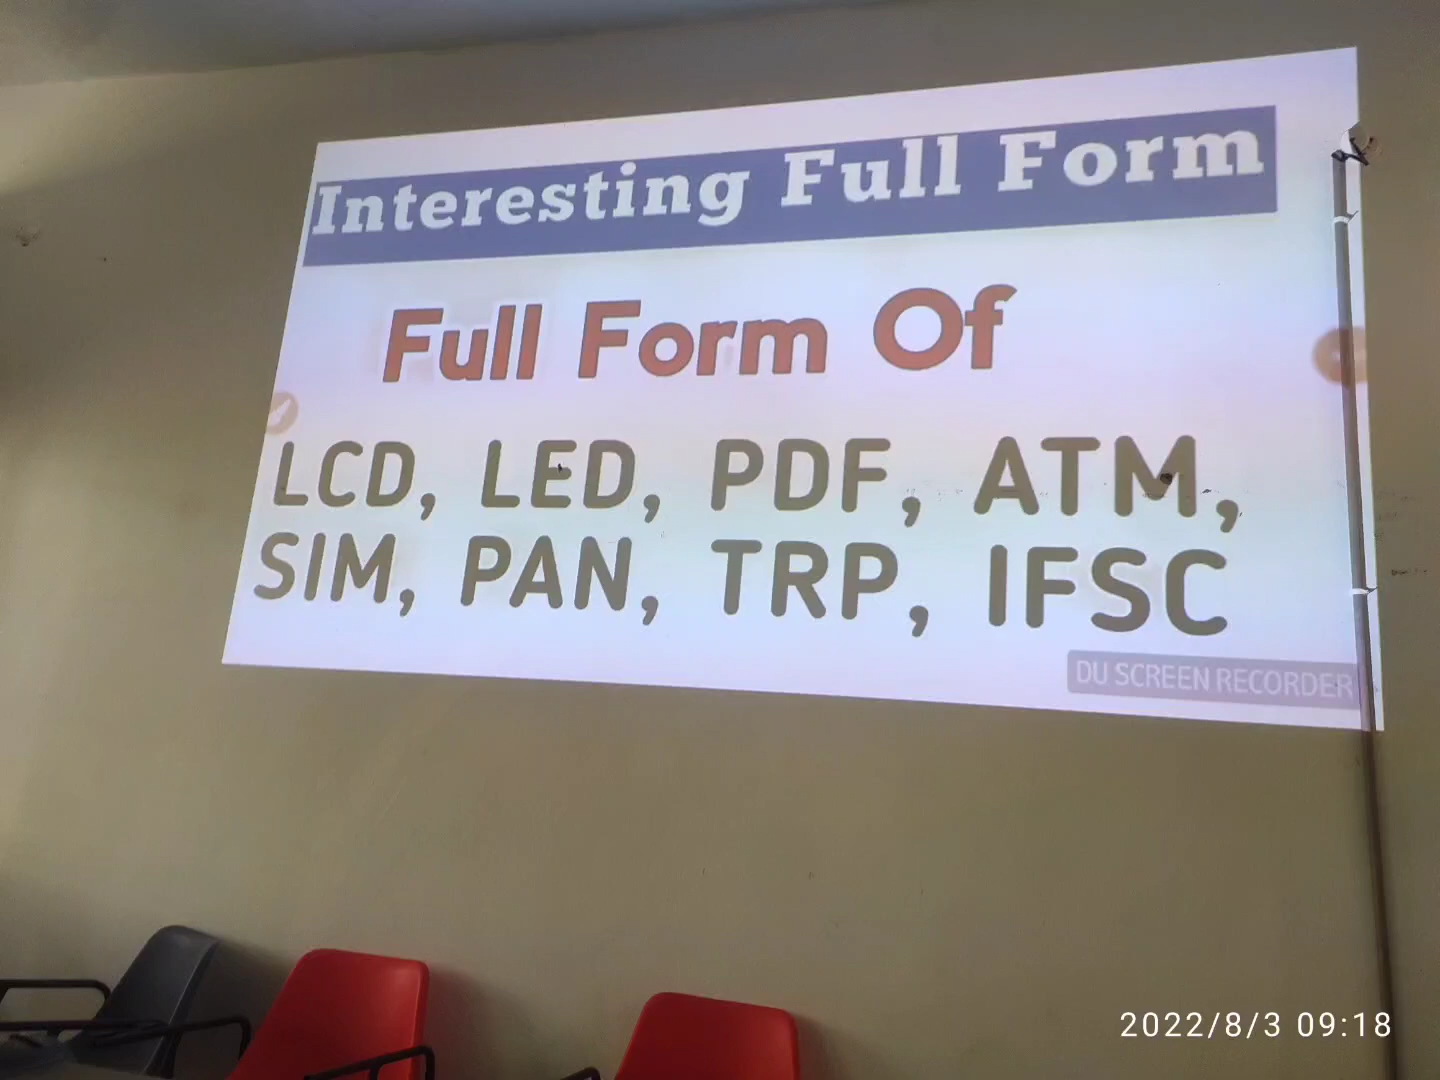 Interesting Full Form
Full Form Of
LCD, LED, PDF, ATM,
SIM, PAN, TRP, IFSC
DU SCREEN RECORDER
2022/8/3 09:18